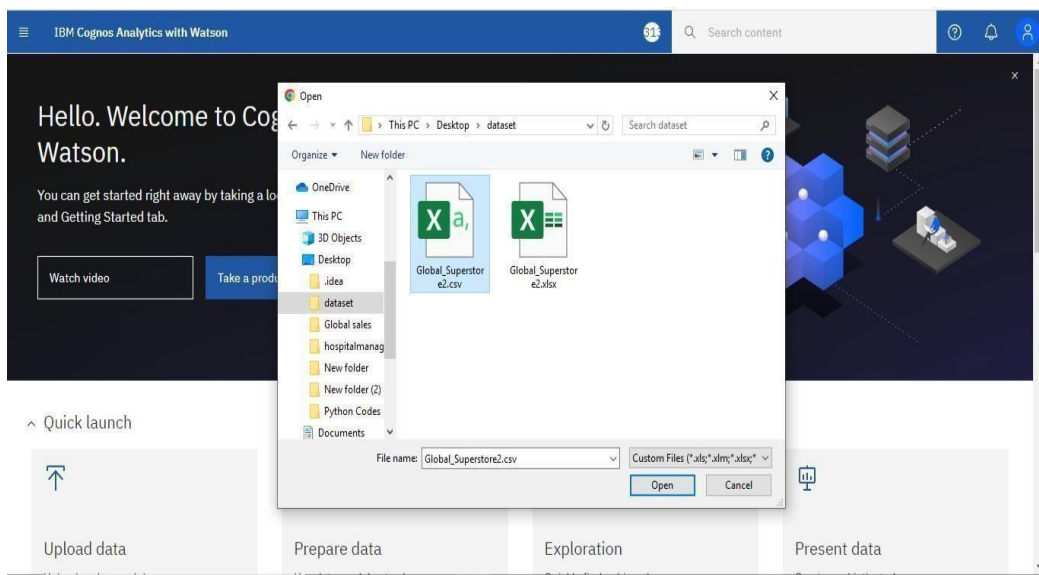 IBM Cognos Analytics with Watson
Search content
Hello. Welcome to Cog
Watson.
You can get started right away by taking a lo
and Getting Started tab.
Watch video
Take a produ
Open
This PC > Desktop > dataset
Search dataset
Organize
New folder
OneDrive
This PC
3D Objects
Desktop
.idea
dataset
Global sales
hospitalmanag
New folder
New folder (2)
Python Codes
Documents
Global_Superstor
e2.csv
Global_Superstor
e2.xlsx
File name:
Global_Superstore2.csv
Custom Files (*.xls;*.xlm;*.xlsx;*
Open
Cancel
Quick launch
Upload data
Prepare data
Exploration
Present data